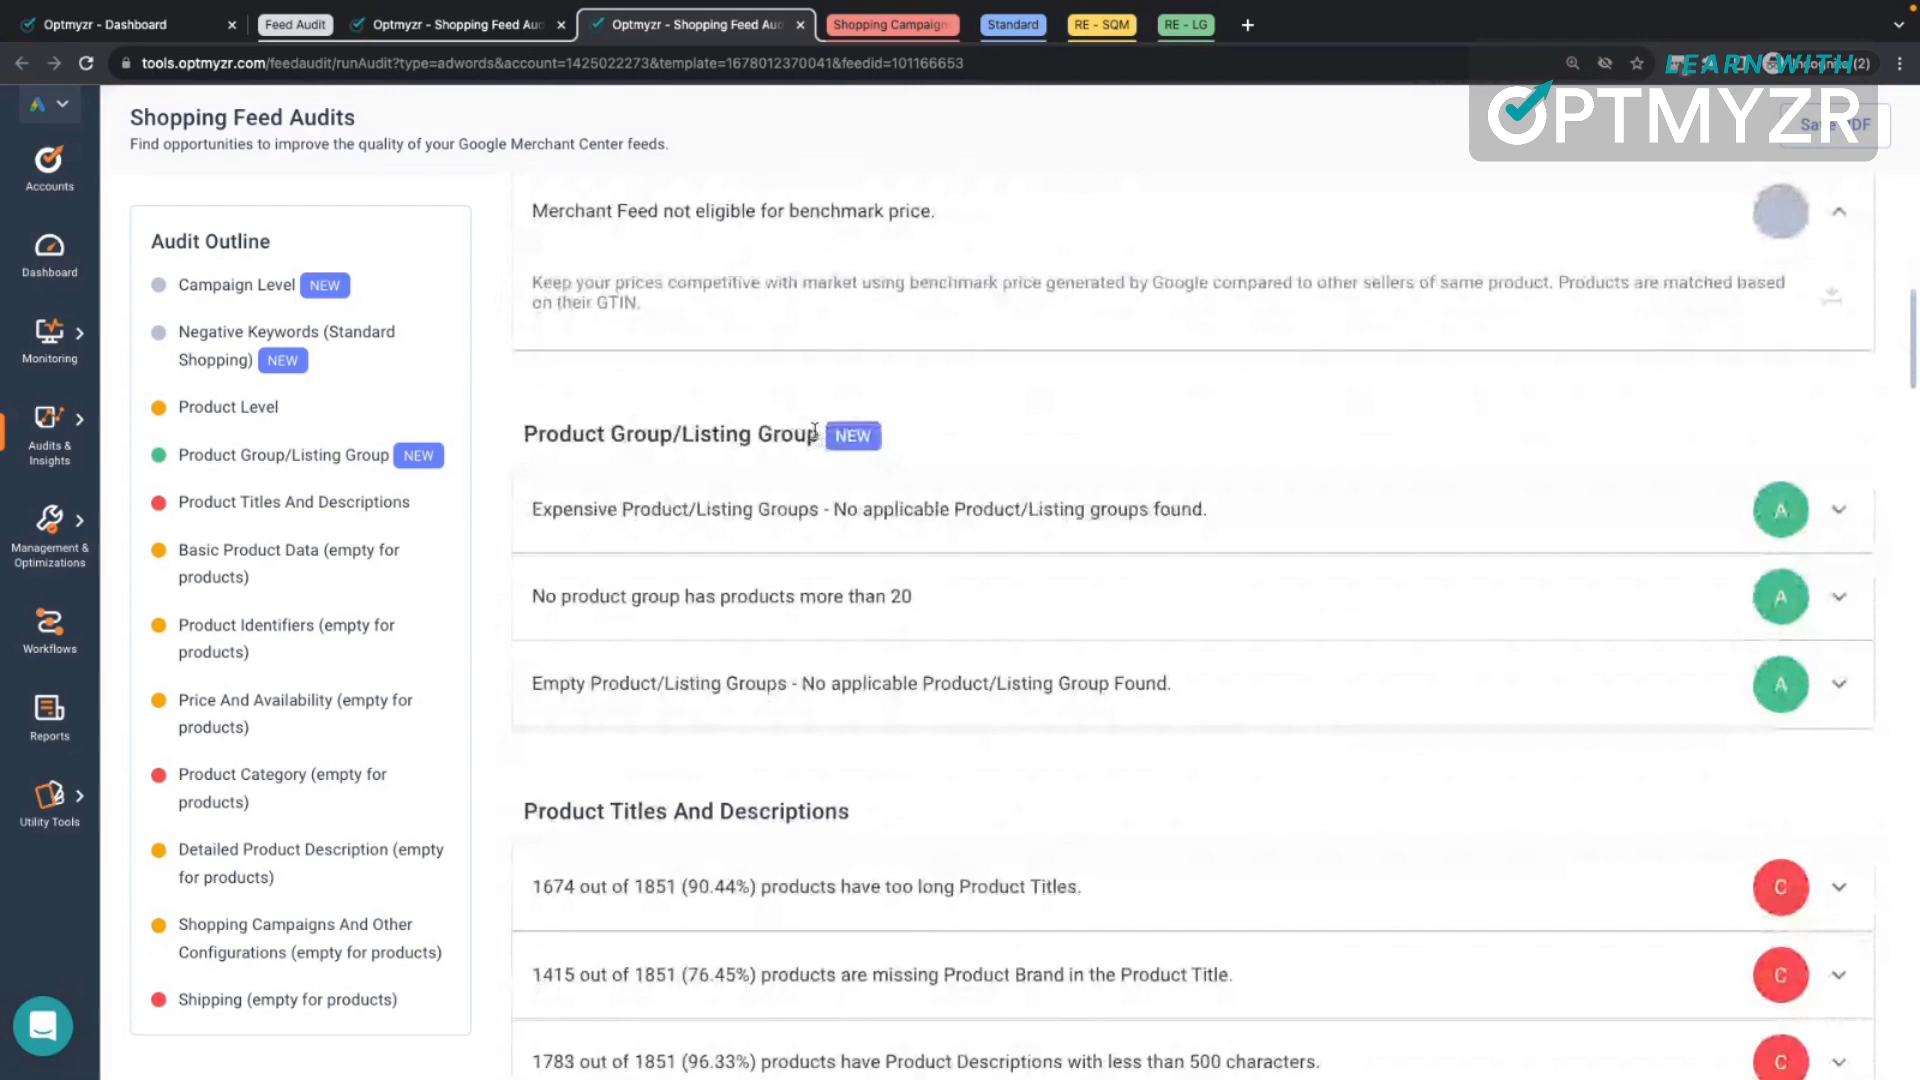 Optmyzr - Dashboard
Feed Audit
Optmyzr - Shopping Feed Au
Optmyzr - Shopping Feed Au
Shopping Campaign
Standard
RE - SQM
RE - LG
tools.optmyzr.com/feedaudit/runAudit?type=adwords&account=1425022273&template=1678012370041&feedid=101166653
LEARN WITH
OPTMYZR
Shopping Feed Audits
Find opportunities to improve the quality of your Google Merchant Center feeds.
Accounts
Dashboard
Monitoring
Audits &
Insights
Management &
Optimizations
Workflows
Reports
Utility Tools
Audit Outline
Campaign Level NEW
Negative Keywords (Standard
Shopping) NEW
Product Level
Product Group/Listing Group NEW
Product Titles And Descriptions
Basic Product Data (empty for
products)
Product Identifiers (empty for
products)
Price And Availability (empty for
products)
Product Category (empty for
products)
Detailed Product Description (empty
for products)
Shopping Campaigns And Other
Configurations (empty for products)
Shipping (empty for products)
Merchant Feed not eligible for benchmark price.
Keep your prices competitive with market using benchmark price generated by Google compared to other sellers of same product. Products are matched based
on their GTIN.
Product Group/Listing Group NEW
Expensive Product/Listing Groups - No applicable Product/Listing groups found. A
No product group has products more than 20 A
Empty Product/Listing Groups - No applicable Product/Listing Group Found. A
Product Titles And Descriptions
1674 out of 1851 (90.44%) products have too long Product Titles. C
1415 out of 1851 (76.45%) products are missing Product Brand in the Product Title. C
1783 out of 1851 (96.33%) products have Product Descriptions with less than 500 characters. C